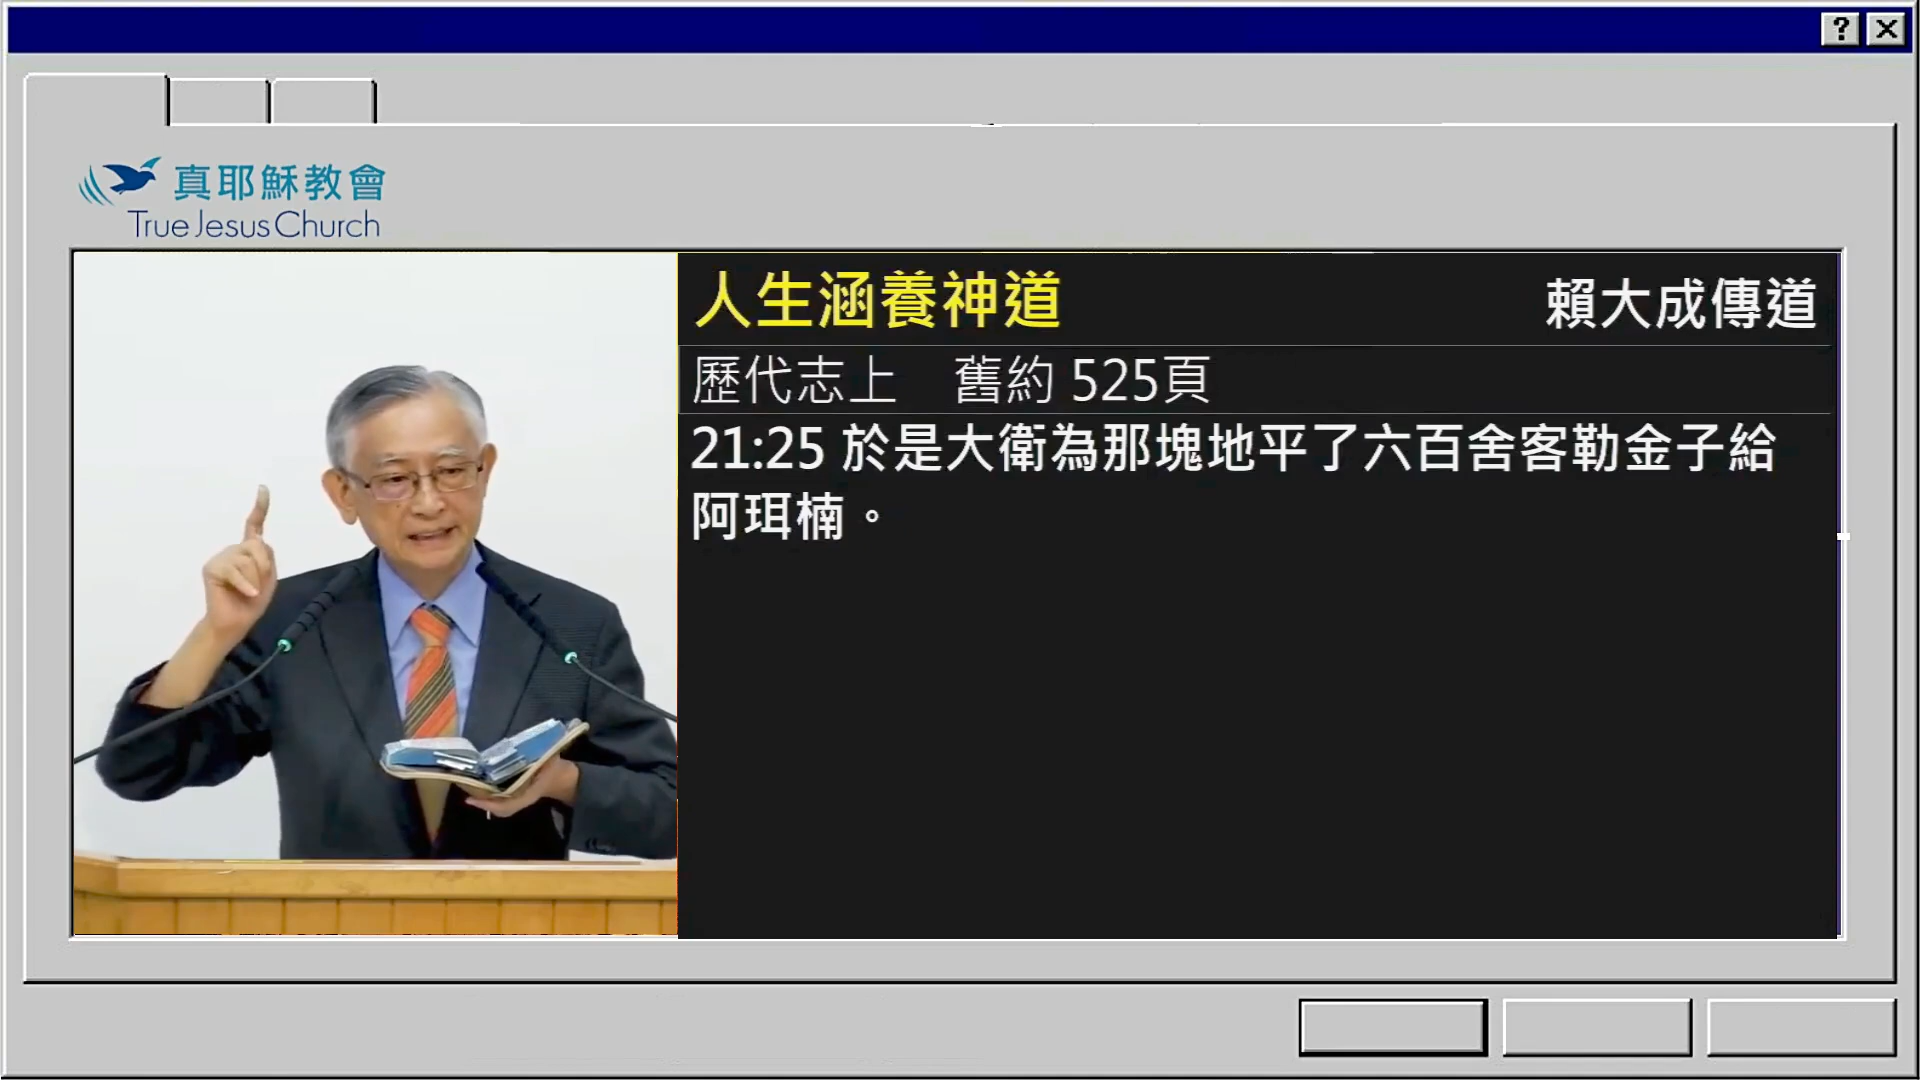 真耶穌教會
True Jesus Church
人生涵養神道
賴大成傳道
歷代志上 舊約 525頁
21:25 於是大衛為那塊地平了六百舍客勒金子給
阿珥楠。